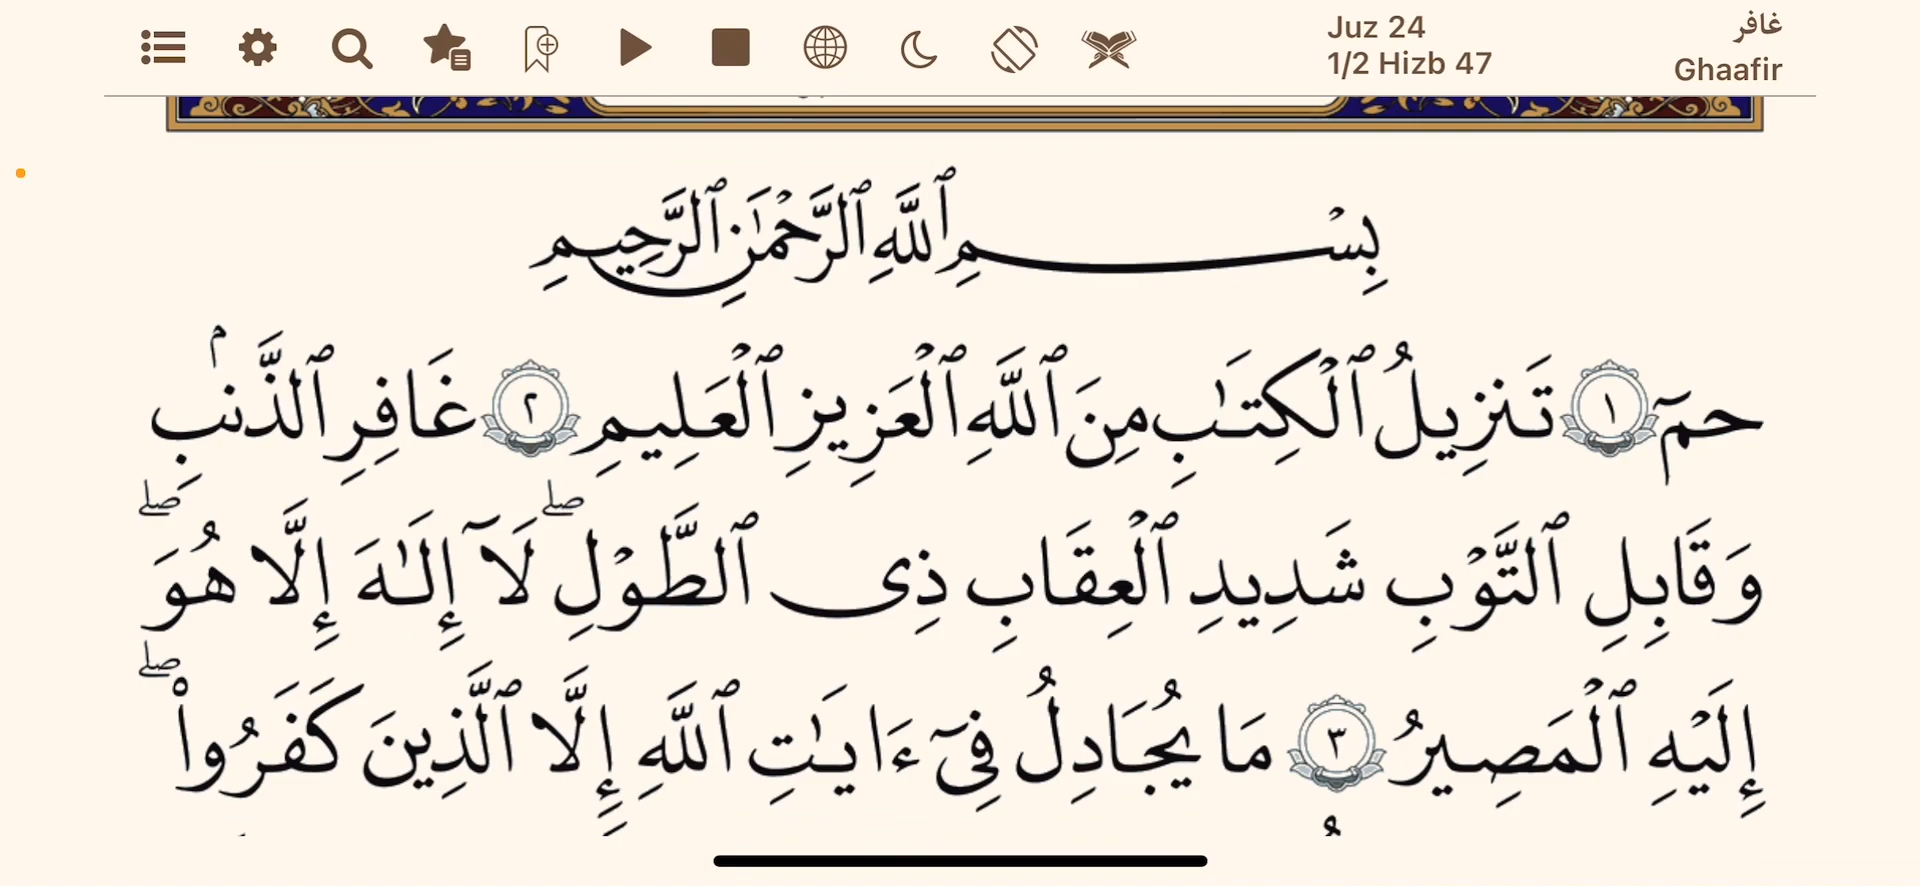 Juz 24
غافر
1/2 Hizb 47
Ghaafir
بِسْمِ ٱللَّهِ ٱلرَّحْمَٰنِ ٱلرَّحِيمِ
حمٓ ١ تَنزِيلُ ٱلْكِتَٰبِ مِنَ ٱللَّهِ ٱلْعَزِيزِ ٱلْعَلِيمِ ٢ غَافِرِ ٱلذَّنۢبِ
وَقَابِلِ ٱلتَّوْبِ شَدِيدِ ٱلْعِقَابِ ذِى ٱلطَّوْلِ ۖ لَآ إِلَٰهَ إِلَّا هُوَ ۖ
إِلَيْهِ ٱلْمَصِيرُ ٣ مَا يُجَادِلُ فِىٓ ءَايَٰتِ ٱللَّهِ إِلَّا ٱلَّذِينَ كَفَرُوا۟